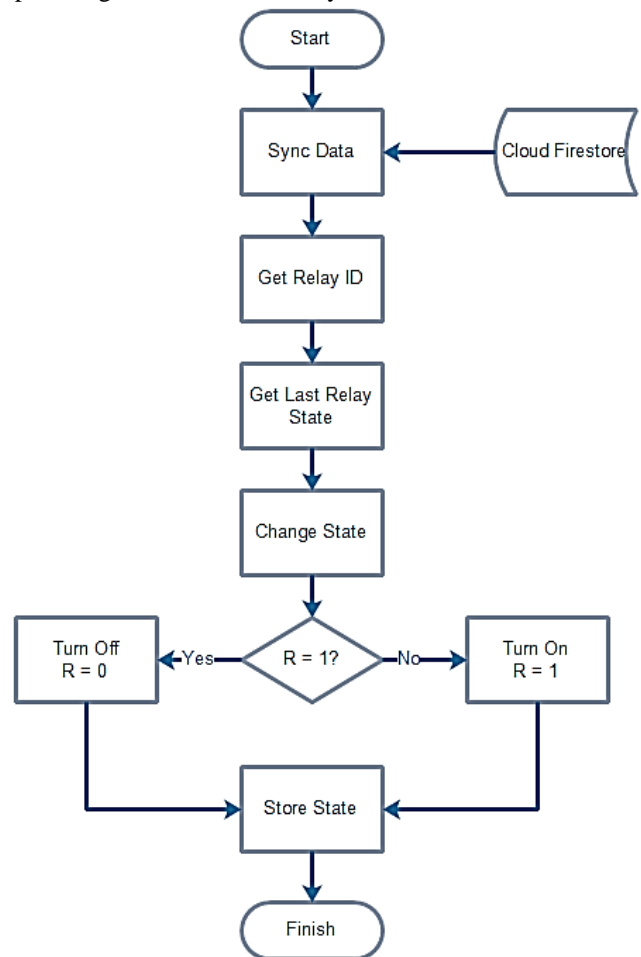 Start
Sync Data
Cloud Firestore
Get Relay ID
Get Last Relay
State
Change State
Turn Off
R = 0
Yes
R = 1?
No
Turn On
R = 1
Store State
Finish